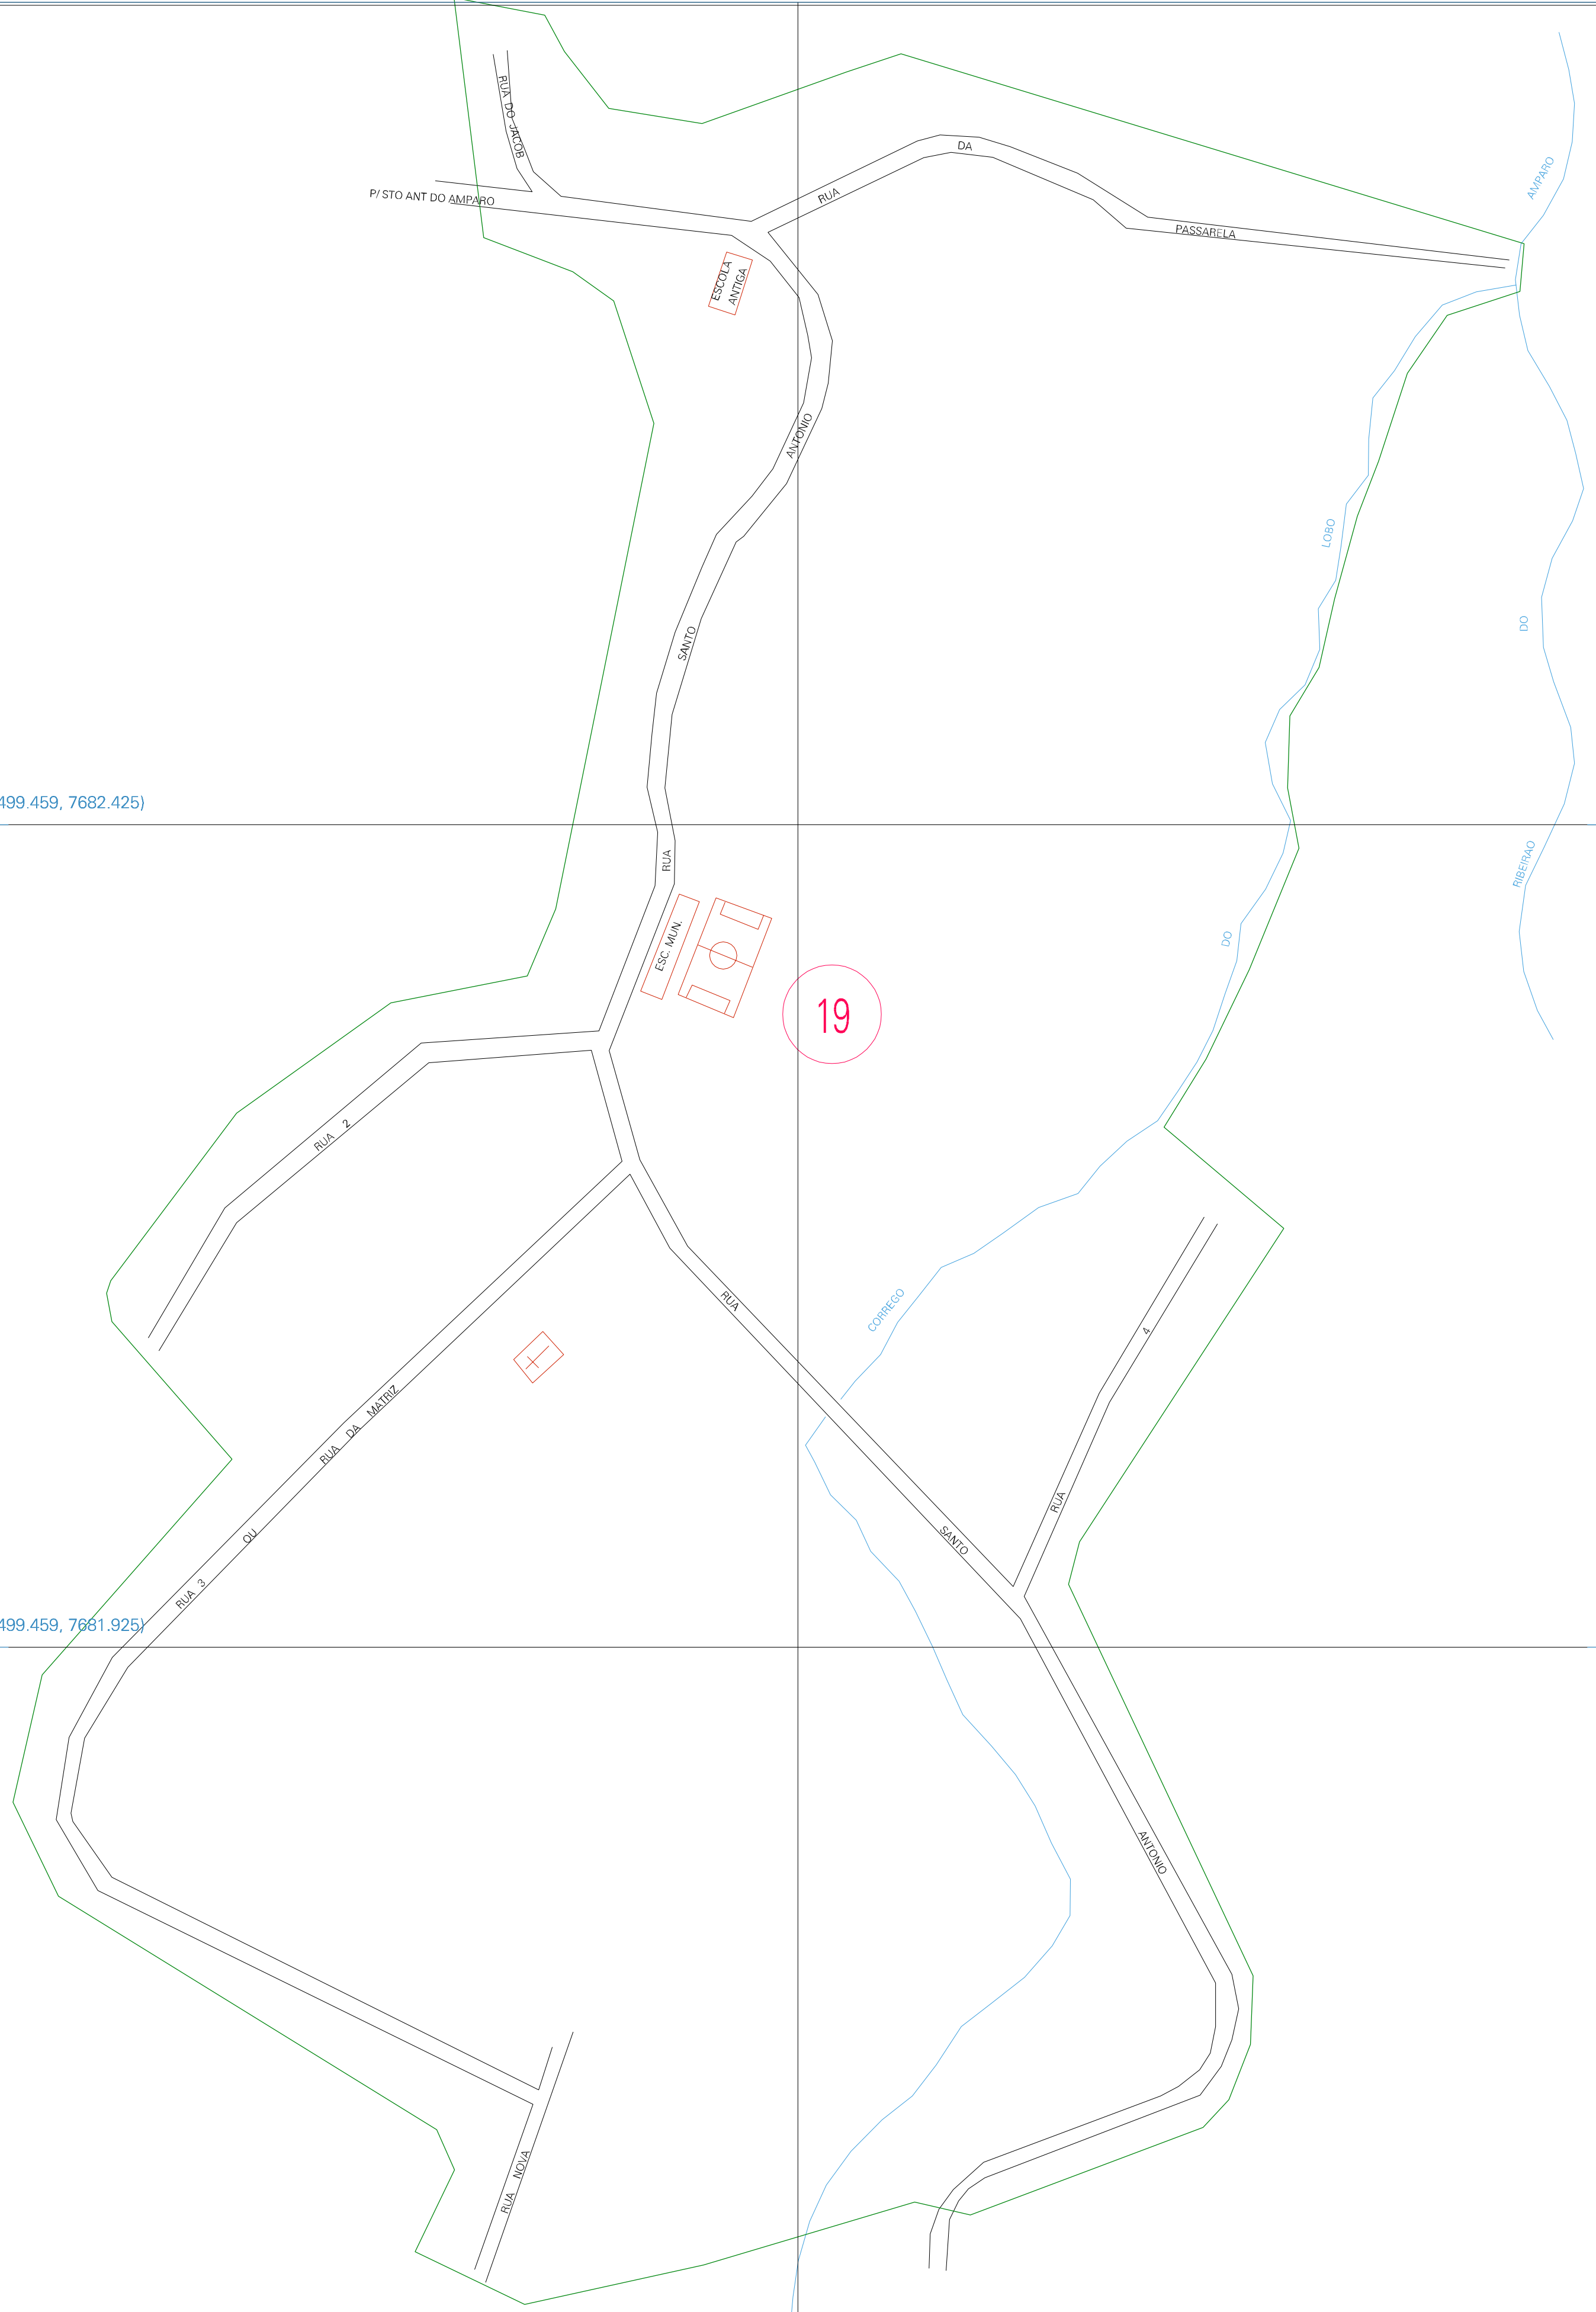 RUA DO JACOB
P/ STO ANT DO AMPARO
RUA DA PASSARELA
AMPARO
DO
RIBEIRAO
ESCOLA
ANTIGA
ANTONIO
SANTO
RUA
LOBO
DO
CORREGO
499.459, 7682.425)
ESC. MUN.
19
RUA 2
RUA
SANTO
ANTONIO
RUA 4
RUA 3 OU RUA DA MATRIZ
499.459, 7681.925)
RUA NOVA